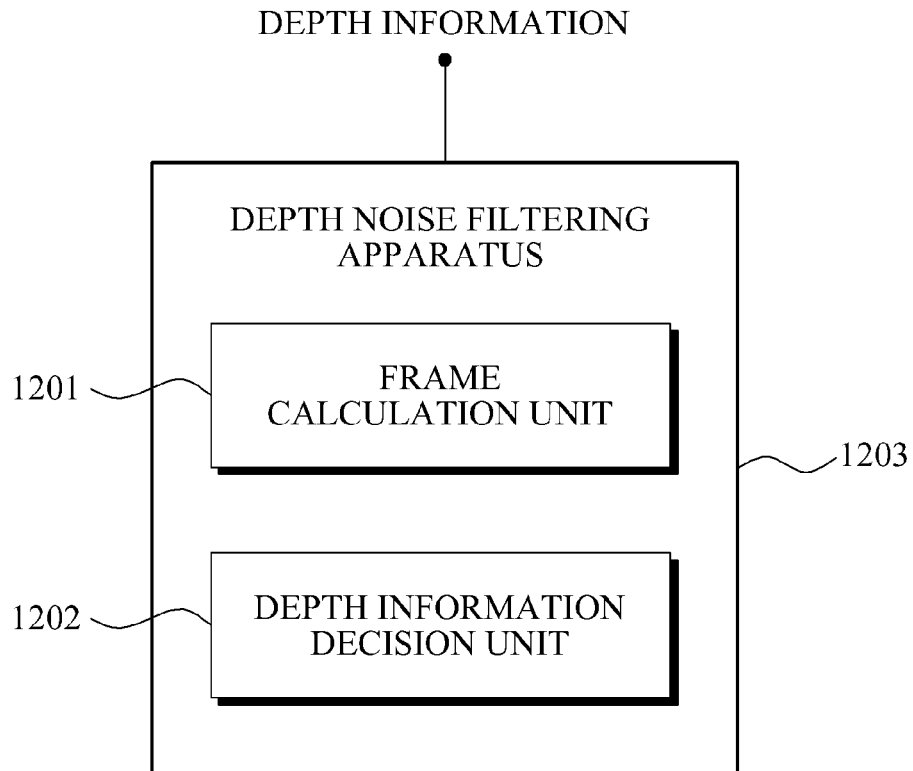 DEPTH INFORMATION
DEPTH NOISE FILTERING
APPARATUS
1201
FRAME
CALCULATION UNIT
1203
1202
DEPTH INFORMATION
DECISION UNIT